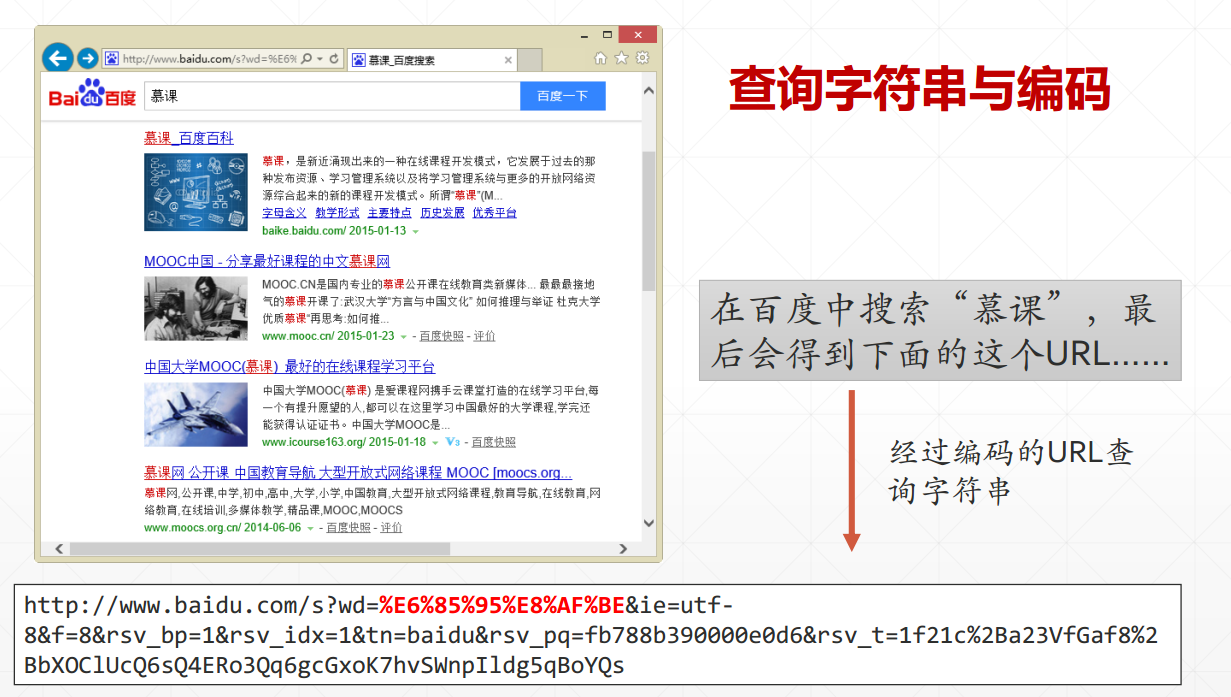 http://www.baidu.com/s?wd=%E6%
慕课_百度搜索
Bai du 百度
慕课
百度一下
慕课_百度百科
慕课，是新近涌现出来的一种在线课程开发模式，它发展于过去的那
种发布资源、学习管理系统以及将学习管理系统与更多的开放网络资
源综合起来的新的课程开发模式。所谓“慕课”(M...
字母含义 教学形式 主要特点 历史发展 优秀平台
baike.baidu.com/ 2015-01-13
MOOC中国 - 分享最好课程的中文慕课网
MOOC.CN是国内专业的慕课公开课在线教育类新媒体... 最最最接地
气的慕课开课了:武汉大学“方言与中国文化” 如何推理与举证 杜克大学
优质慕课“再思考:如何推...
www.mooc.cn/ 2015-01-23 - 百度快照 - 评价
中国大学MOOC(慕课) 最好的在线课程学习平台
中国大学MOOC(慕课) 是爱课程网携手云课堂打造的在线学习平台,每
一个有提升愿望的人,都可以在这里学习中国最好的大学课程,学完还
能获得认证证书。中国大学MOOC是...
www.icourse163.org/ 2015-01-18 V3 - 百度快照
慕课网 公开课 中国教育导航 大型开放式网络课程 MOOC [moocs.org...
慕课网,公开课,中学,初中,高中,大学,小学,中国教育,大型开放式网络课程,教育导航,在线教育,网
络教育,在线培训,多媒体教学,精品课,MOOC,MOOCS
www.moocs.org.cn/ 2014-06-06 - 百度快照 - 评价
查询字符串与编码
在百度中搜索“慕课”，最
后会得到下面的这个URL……
经过编码的URL查
询字符串
http://www.baidu.com/s?wd=%E6%85%95%E8%AF%BE&ie=utf-
8&f=8&rsv_bp=1&rsv_idx=1&tn=baidu&rsv_pq=fb788b390000e0d6&rsv_t=1f21c%2Ba23VfGaf8%2
BbXOClUcQ6sQ4ERo3Qq6gcGxoK7hvSWnpIldg5qBoYQs